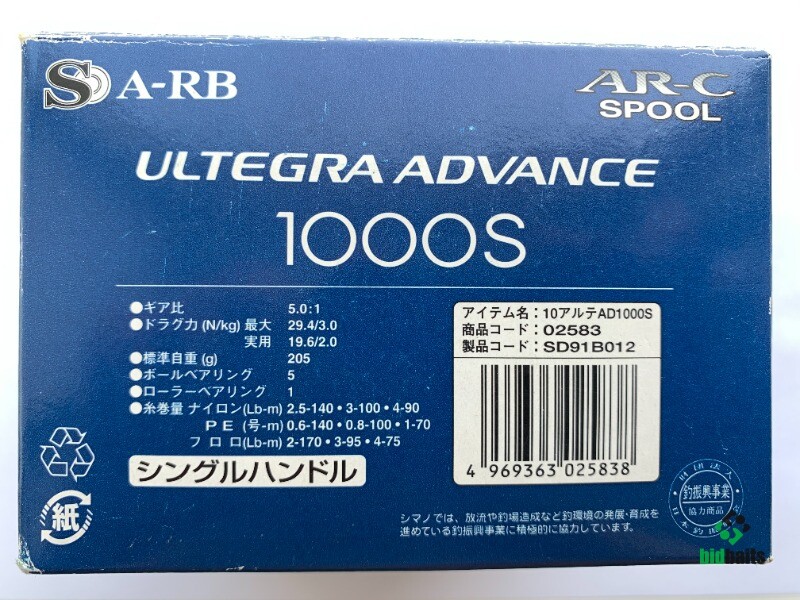 S A-RB
AR-C
SPOOL
ULTEGRA ADVANCE
1000S
●ギア比 5.0:1
●ドラグ力(N/kg) 最大 29.4/3.0
実用 19.6/2.0
●標準自重(g) 205
●ボールベアリング 5
●ローラーベアリング 1
●糸巻量 ナイロン(Lb-m) 2.5-140・3-100・4-90
PE(号-m) 0.6-140・0.8-100・1-70
フロロ(Lb-m) 2-170・3-95・4-75
シングルハンドル
アイテム名：10アルテAD1000S
商品コード：02583
製品コード：SD91B012
4 969363 025838
紙
シマノでは、放流や釣場造成など釣環境の発展・育成を
進めている釣振興事業に積極的に協力しています。
財団法人
釣振興事業
協力商品
bidbaits